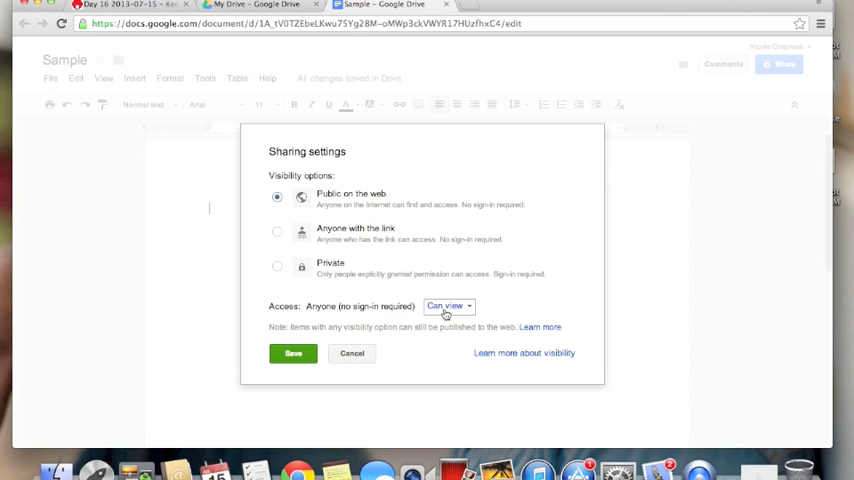 Day 16 2013-07-15 – Kee
My Drive – Google Drive
Sample – Google Drive
https://docs.google.com/document/d/1A_tV0TZEbeLKwu75Yg28M-oMWp3ckVWYR17HUzfhxC4/edit
Nicole Chapman
Sample
Comments
Share
File Edit View Insert Format Tools Table Help All changes saved in Drive
Normal text Arial 11 B I U A
Sharing settings
Visibility options:
Public on the web
Anyone on the Internet can find and access. No sign-in required.
Anyone with the link
Anyone who has the link can access. No sign-in required.
Private
Only people explicitly granted permission can access. Sign-in required.
Access: Anyone (no sign-in required) Can view
Note: Items with any visibility option can still be published to the web. Learn more
Save Cancel Learn more about visibility
15 1 2